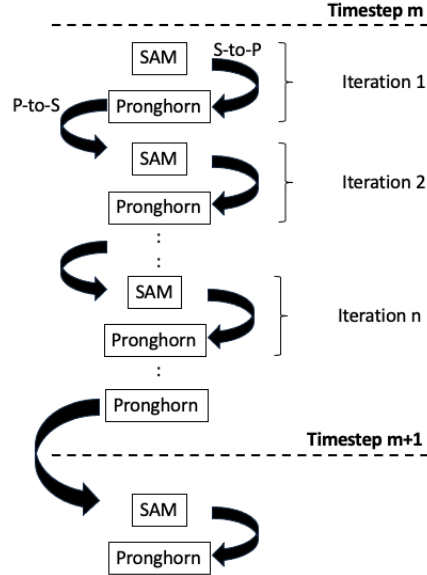 Timestep m
SAM
S-to-P
Iteration 1
P-to-S
Pronghorn
SAM
Iteration 2
Pronghorn
:
:
SAM
Iteration n
Pronghorn
:
Pronghorn
Timestep m+1
SAM
Pronghorn